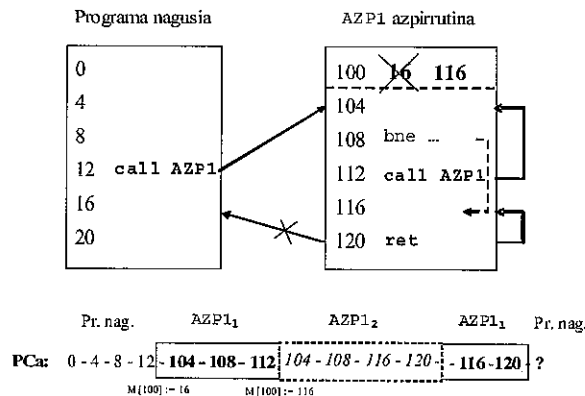 Programa nagusia
AZP1 azpirrutina
0
4
8
12 call AZP1
16
20
100 16 116
104
108 bne ...
112 call AZP1
116
120 ret
Pr. nag. AZP1₁ AZP1₂ AZP1₁ Pr. nag.
PCa: 0 - 4 - 8 - 12 - 104 - 108 - 112 104 - 108 - 116 - 120 - - 116 - 120 - ?
M[100] := 16 M[100] := 116